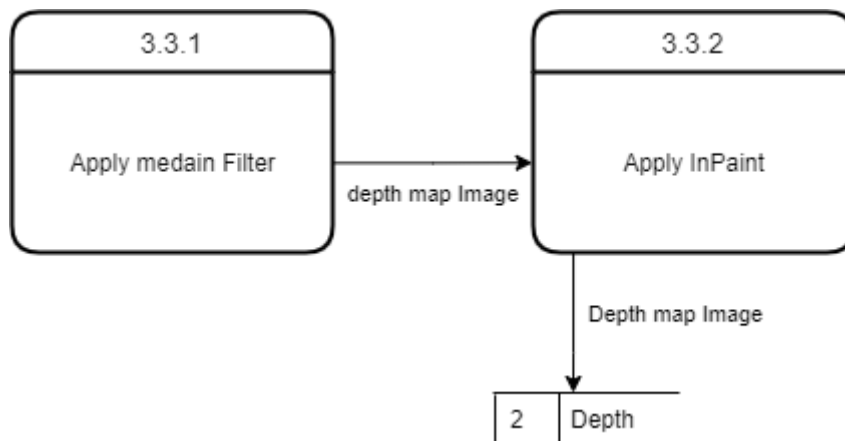 3.3.1
3.3.2
Apply medain Filter
Apply InPaint
depth map Image
Depth map Image
2
Depth